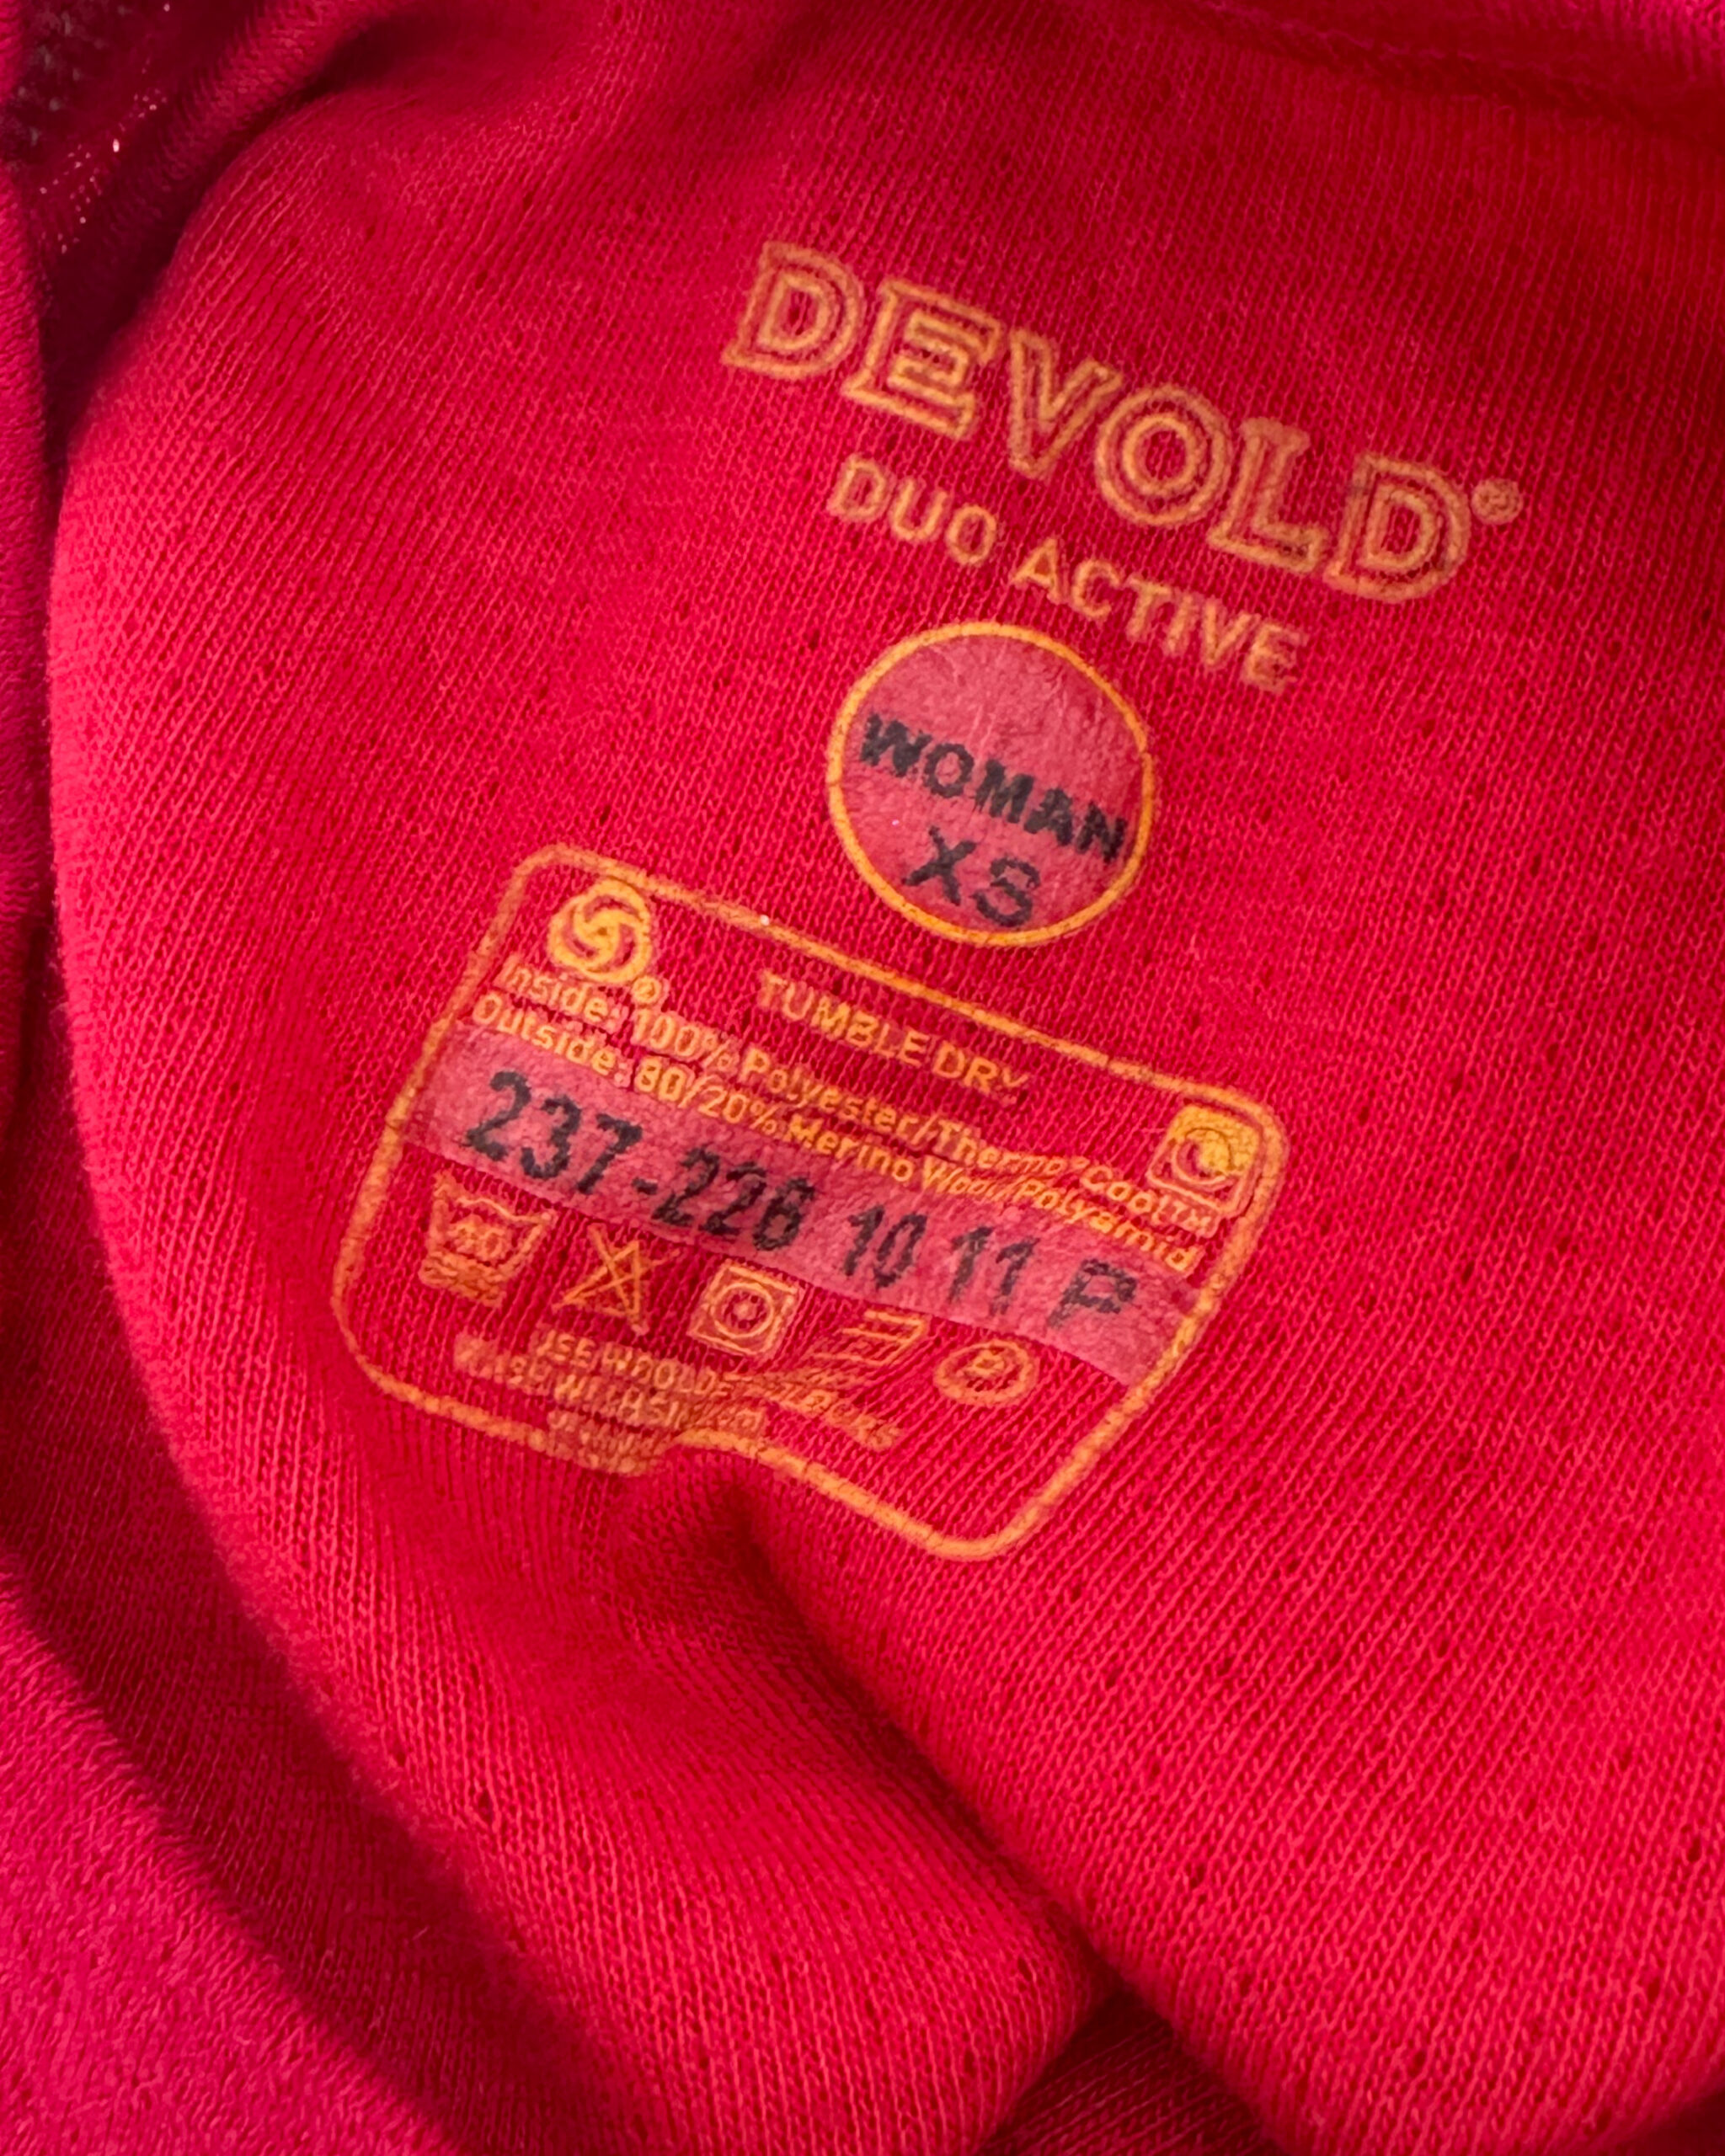 DEVOLD®
DUO ACTIVE
WOMAN
XS
TUMBLE DRY
Inside: 100% Polyester/Thermo°Cool™
Outside: 80/20% Merino Wool/Polyamid
237-226 10 11 P
40
P